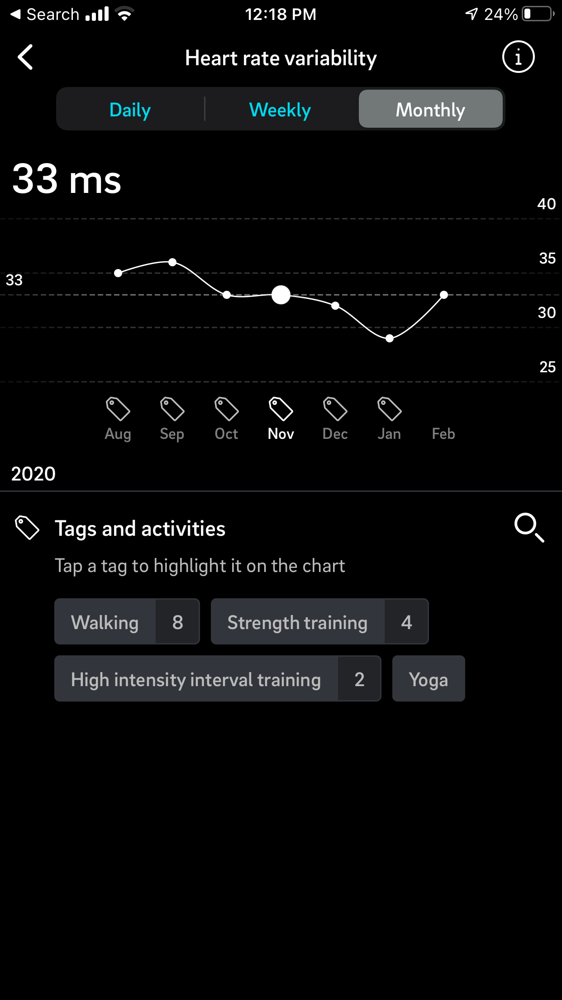 Search 12:18 PM 24%
Heart rate variability
Daily Weekly Monthly
33 ms
40
35
33
30
25
Aug Sep Oct Nov Dec Jan Feb
2020
Tags and activities
Tap a tag to highlight it on the chart
Walking 8 Strength training 4
High intensity interval training 2 Yoga